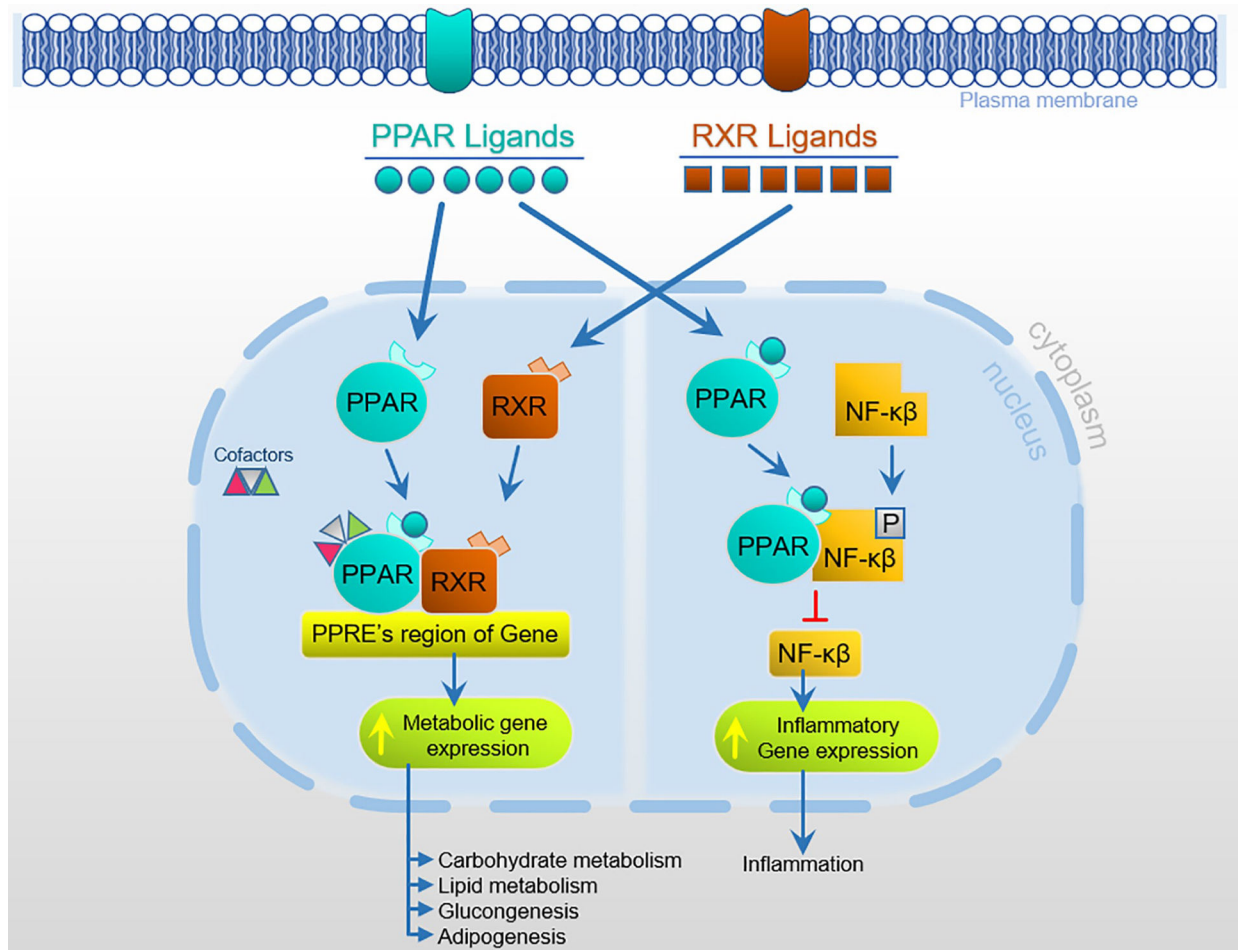 Plasma membrane
PPAR Ligands
RXR Ligands
cytoplasm
nucleus
PPAR
RXR
PPAR
NF-κβ
Cofactors
PPAR
RXR
PPRE's region of Gene
Metabolic gene
expression
Carbohydrate metabolism
Lipid metabolism
Glucongenesis
Adipogenesis
PPAR
P
NF-κβ
NF-κβ
Inflammatory
Gene expression
Inflammation